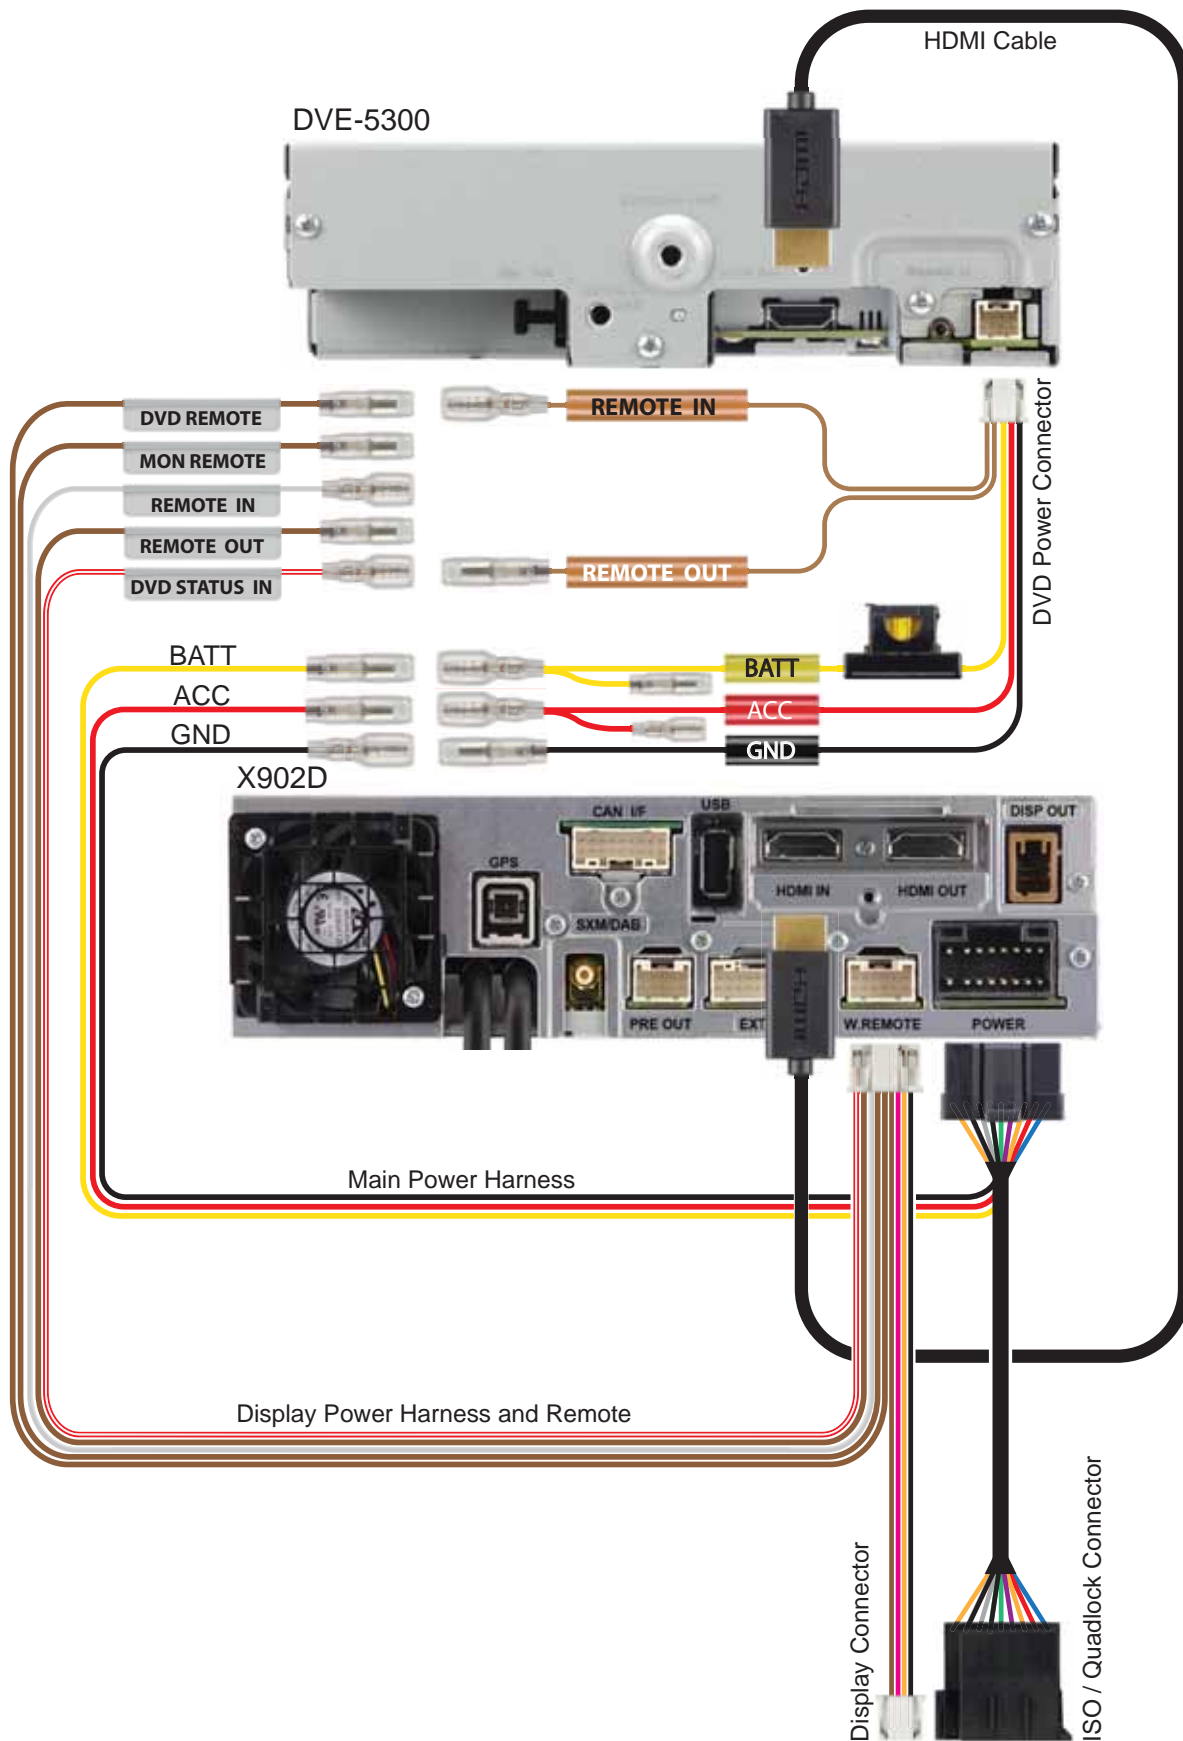 HDMI Cable
DVE-5300
DVD REMOTE
REMOTE IN
MON REMOTE
REMOTE IN
REMOTE OUT
DVD STATUS IN
REMOTE OUT
DVD Power Connector
BATT
BATT
ACC
ACC
GND
GND
X902D
CAN I/F
USB
DISP OUT
GPS
HDMI IN
HDMI OUT
SXM/DAB
PRE OUT
EXT
W.REMOTE
POWER
Main Power Harness
Display Power Harness and Remote
Display Connector
ISO / Quadlock Connector